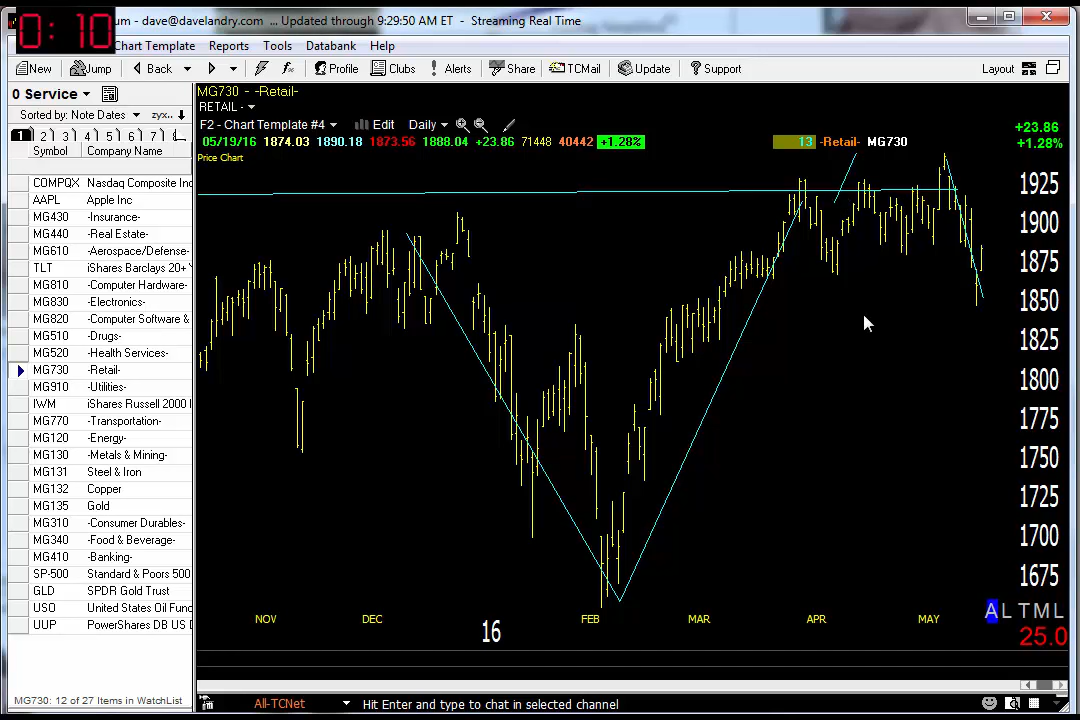 0:10
um - dave@davelandry.com ... Updated through 9:29:50 AM ET - Streaming Real Time
Chart Template Reports Tools Databank Help
New Jump Back Profile Clubs Alerts Share TCMail Update Support Layout
0 Service
Sorted by: Note Dates zyx..
1 2 3 4 5 6 7
Symbol Company Name
COMPQX Nasdaq Composite Inc
AAPL Apple Inc
MG430 -Insurance-
MG440 -Real Estate-
MG610 -Aerospace/Defense-
TLT iShares Barclays 20+
MG810 -Computer Hardware-
MG830 -Electronics-
MG820 -Computer Software &
MG510 -Drugs-
MG520 -Health Services-
MG730 -Retail-
MG910 -Utilities-
IWM iShares Russell 2000 I
MG770 -Transportation-
MG120 -Energy-
MG130 -Metals & Mining-
MG131 Steel & Iron
MG132 Copper
MG135 Gold
MG310 -Consumer Durables-
MG340 -Food & Beverage-
MG410 -Banking-
SP-500 Standard & Poors 500
GLD SPDR Gold Trust
USO United States Oil Func
UUP PowerShares DB US D
MG730: 12 of 27 Items in WatchList
MG730 - -Retail-
RETAIL -
F2 - Chart Template #4 Edit Daily
05/19/16 1874.03 1890.18 1873.56 1888.04 +23.86 71448 40442 +1.28% 13 -Retail- MG730
+23.86
+1.28%
Price Chart
1925
1900
1875
1850
1825
1800
1775
1750
1725
1700
1675
NOV DEC 16 FEB MAR APR MAY
A L T M L
25.0
All-TCNet Hit Enter and type to chat in selected channel